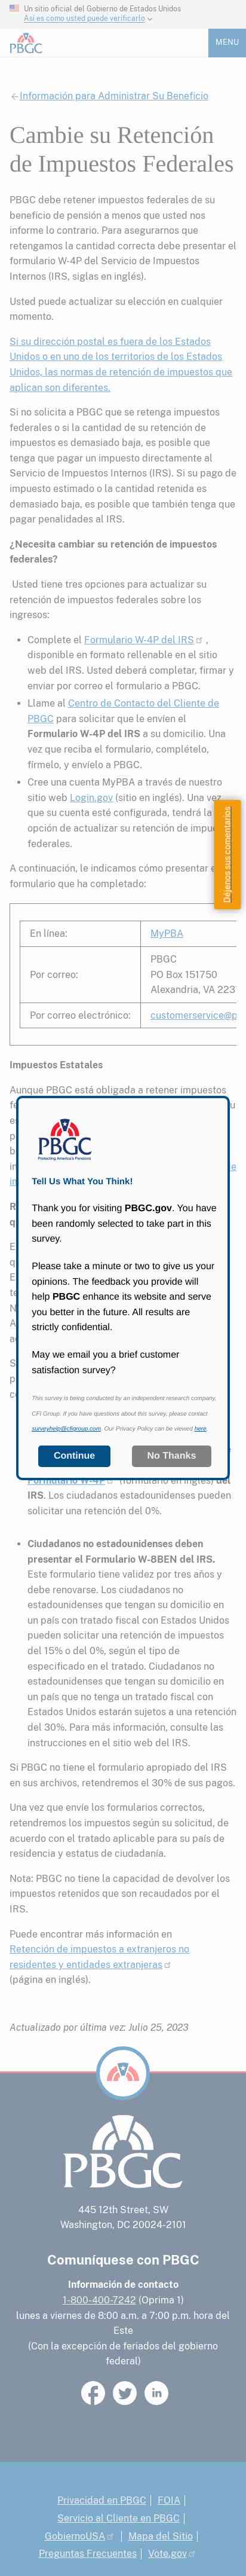 Un sitio oficial del Gobierno de Estados Unidos
Así es como usted puede verificarlo
PBGC
MENU
Información para Administrar Su Beneficio
Cambie su Retención
de Impuestos Federales
PBGC debe retener impuestos federales de su
beneficio de pensión a menos que usted nos
informe lo contrario. Para asegurarnos que
retengamos la cantidad correcta debe presentar el
formulario W-4P del Servicio de Impuestos
Internos (IRS, siglas en inglés).
Usted puede actualizar su elección en cualquier
momento.
Si su dirección postal es fuera de los Estados
Unidos o en uno de los territorios de los Estados
Unidos, las normas de retención de impuestos que
aplican son diferentes.
Si no solicita a PBGC que se retenga impuestos
federales o si la cantidad de su retención de
impuestos es demasiado baja, es posible que
tenga que pagar un impuesto directamente al
Servicio de Impuestos Internos (IRS). Si su pago de
impuesto estimado o la cantidad retenida es
demasiado baja, es posible que también tenga que
pagar penalidades al IRS.
¿Necesita cambiar su retención de impuestos
federales?
Usted tiene tres opciones para actualizar su
retención de impuestos federales sobre los
ingresos:
Complete el Formulario W-4P del IRS ,
disponible en formato rellenable en el sitio
web del IRS. Usted deberá completar, firmar y
enviar por correo el formulario a PBGC.
Llame al Centro de Contacto del Cliente de
PBGC para solicitar que le envíen el
Formulario W-4P del IRS a su domicilio. Una
vez que reciba el formulario, complételo,
fírmelo, y envíelo a PBGC.
Cree una cuenta MyPBA a través de nuestro
sitio web Login.gov (sitio en inglés). Una vez
que su cuenta esté configurada, tendrá la
opción de actualizar su retención de impuestos
federales.
Déjenos sus comentarios
A continuación, le indicamos cómo presentar el
formulario que ha completado:
En línea: MyPBA
Por correo: PBGC
PO Box 151750
Alexandria, VA 223
Por correo electrónico: customerservice@p
Impuestos Estatales
Aunque PBGC está obligada a retener impuestos
PBGC
Protecting America's Pensions
Tell Us What You Think!
Thank you for visiting PBGC.gov. You have
been randomly selected to take part in this
survey.
Please take a minute or two to give us your
opinions. The feedback you provide will
help PBGC enhance its website and serve
you better in the future. All results are
strictly confidential.
May we email you a brief customer
satisfaction survey?
This survey is being conducted by an independent research company,
CFI Group. If you have questions about this survey, please contact
surveyhelp@cfigroup.com. Our Privacy Policy can be viewed here.
Continue
No Thanks
Formulario W-4P (formulario en inglés) del
IRS. Los ciudadanos estadounidenses pueden
solicitar una retención del 0%.
Ciudadanos no estadounidenses deben
presentar el Formulario W-8BEN del IRS.
Este formulario tiene validez por tres años y
debe renovarse. Los ciudadanos no
estadounidenses que tengan su domicilio en un
país con un tratado fiscal con Estados Unidos
pueden solicitar una retención de impuestos
del 15% o del 0%, según el tipo de
especificado en el tratado. Ciudadanos no
estadounidenses que tengan su domicilio en un
país que no tenga un tratado fiscal con
Estados Unidos deben pagar una retención
del 30%. Para más información, consulte las
instrucciones en el sitio web del IRS.
Si PBGC no tiene el formulario apropiado del IRS
en sus archivos, retendremos el 30% de sus pagos.
Una vez que envíe los formularios correctos,
retendremos los impuestos según su solicitud, de
acuerdo con el tratado aplicable para su país de
residencia y estatus de ciudadanía.
Nota: PBGC no tiene la capacidad de devolver los
impuestos retenidos que son recaudados por el
IRS.
Puede encontrar más información en
Retención de impuestos a extranjeros no
residentes y entidades extranjeras
(página en inglés).
Actualizado por última vez: Julio 25, 2023
PBGC
445 12th Street, SW
Washington, DC 20024-2101
Comuníquese con PBGC
Información de contacto
1-800-400-7242 (Oprima 1)
lunes a viernes de 8:00 a.m. a 7:00 p.m. hora del
Este
(Con la excepción de feriados del gobierno
federal)
Privacidad en PBGC | FOIA |
Servicio al Cliente en PBGC |
GobiernoUSA | Mapa del Sitio |
Preguntas Frecuentes | Vote.gov